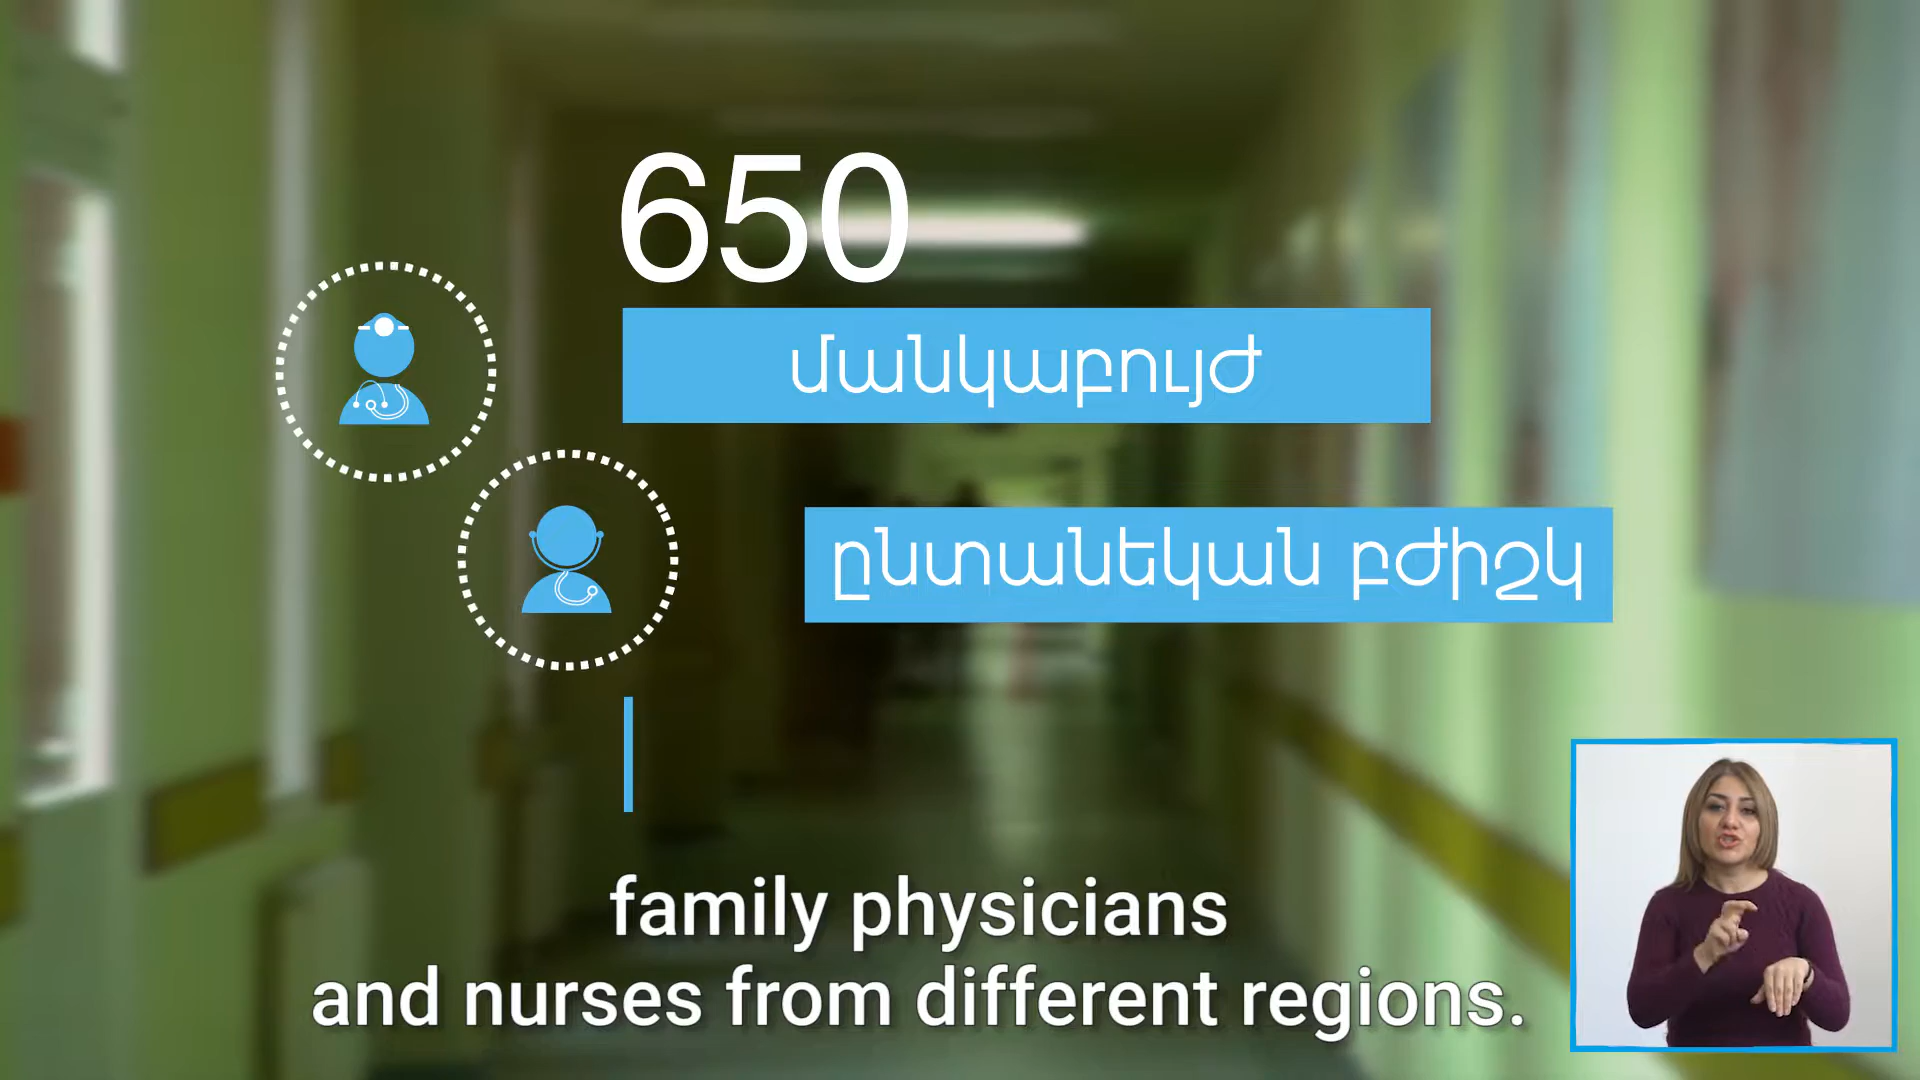 650
մանկաբույժ
ընտանեկան բժիշկ
family physicians
and nurses from different regions.